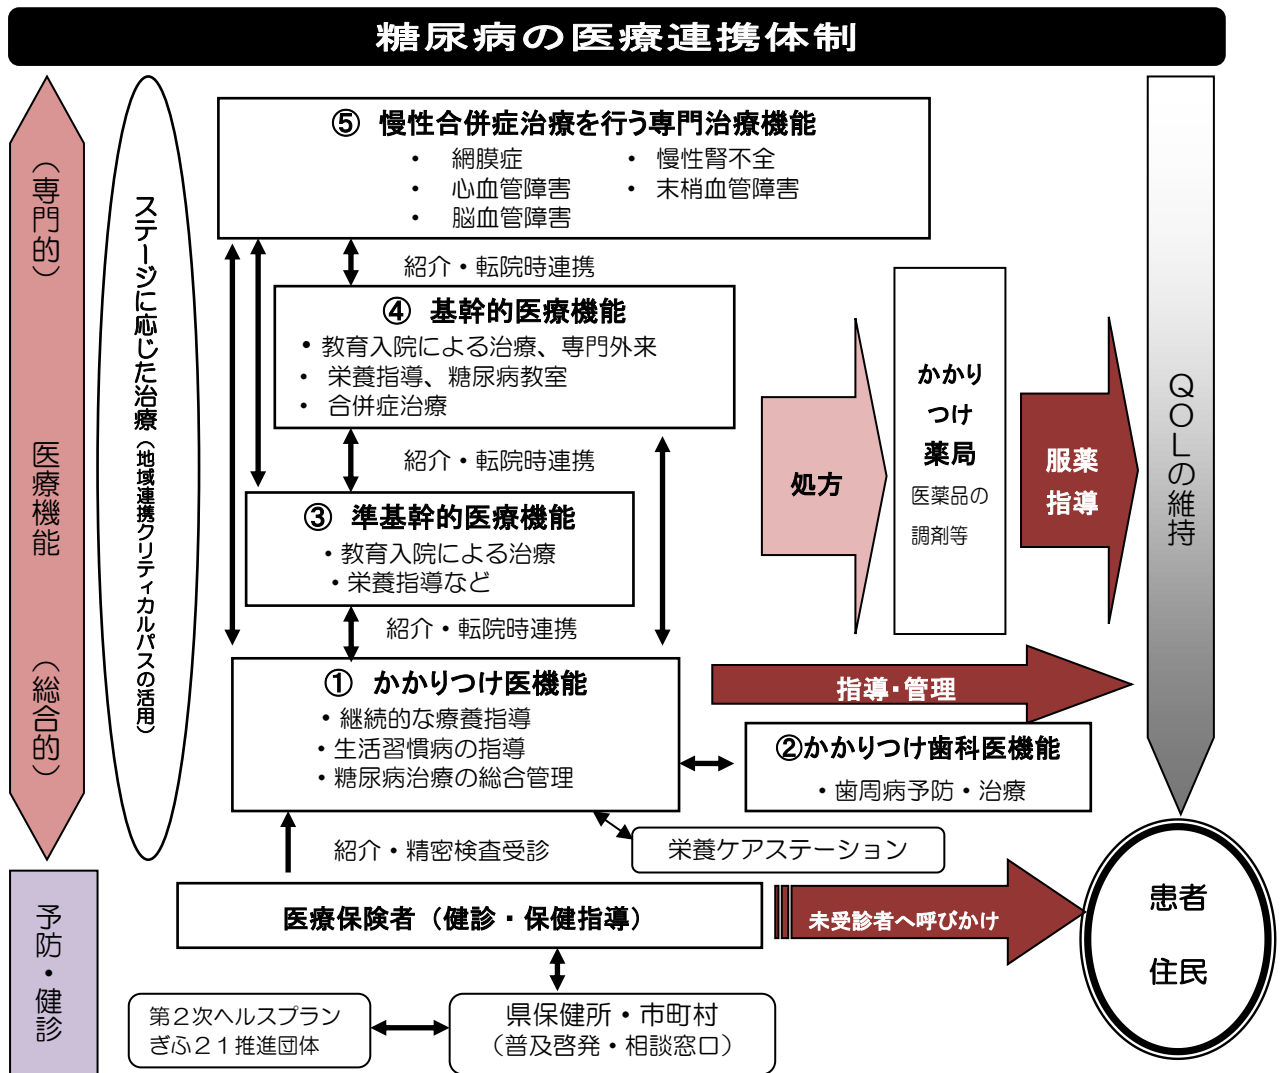 糖尿病の医療連携体制
（専門的）
医療機能
（総合的）
予防・健診
ステージに応じた治療（地域連携クリティカルパスの活用）
⑤ 慢性合併症治療を行う専門治療機能
・ 網膜症 ・ 慢性腎不全
・ 心血管障害 ・ 末梢血管障害
・ 脳血管障害
紹介・転院時連携
④ 基幹的医療機能
・教育入院による治療、専門外来
・ 栄養指導、糖尿病教室
・ 合併症治療
紹介・転院時連携
③ 準基幹的医療機能
・教育入院による治療
・栄養指導など
紹介・転院時連携
① かかりつけ医機能
・継続的な療養指導
・生活習慣病の指導
・糖尿病治療の総合管理
処方
かかり
つけ
薬局
医薬品の
調剤等
服薬
指導
QOLの維持
指導・管理
②かかりつけ歯科医機能
・歯周病予防・治療
紹介・精密検査受診
栄養ケアステーション
医療保険者（健診・保健指導）
未受診者へ呼びかけ
患者
住民
第２次ヘルスプラン
ぎふ２１推進団体
県保健所・市町村
（普及啓発・相談窓口）